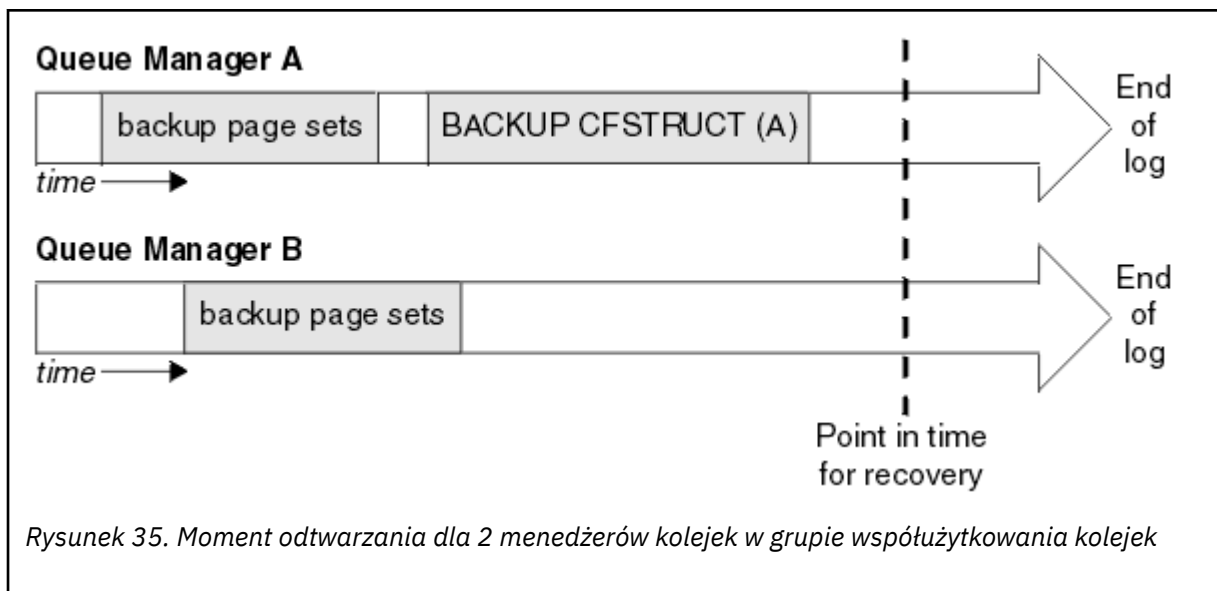 Queue Manager A
backup page sets
BACKUP CFSTRUCT (A)
End
of
log
time
Queue Manager B
backup page sets
End
of
log
time
Point in time
for recovery
Rysunek 35. Moment odtwarzania dla 2 menedżerów kolejek w grupie współużytkowania kolejek